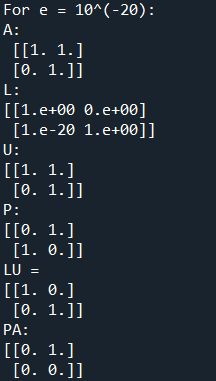 For e = 10^(-20):
A:
 [[1. 1.]
 [0. 1.]]
L:
[[1.e+00 0.e+00]
 [1.e-20 1.e+00]]
U:
[[1. 1.]
 [0. 1.]]
P:
[[0. 1.]
 [1. 0.]]
LU =
[[1. 0.]
 [0. 1.]]
PA:
[[0. 1.]
 [0. 0.]]